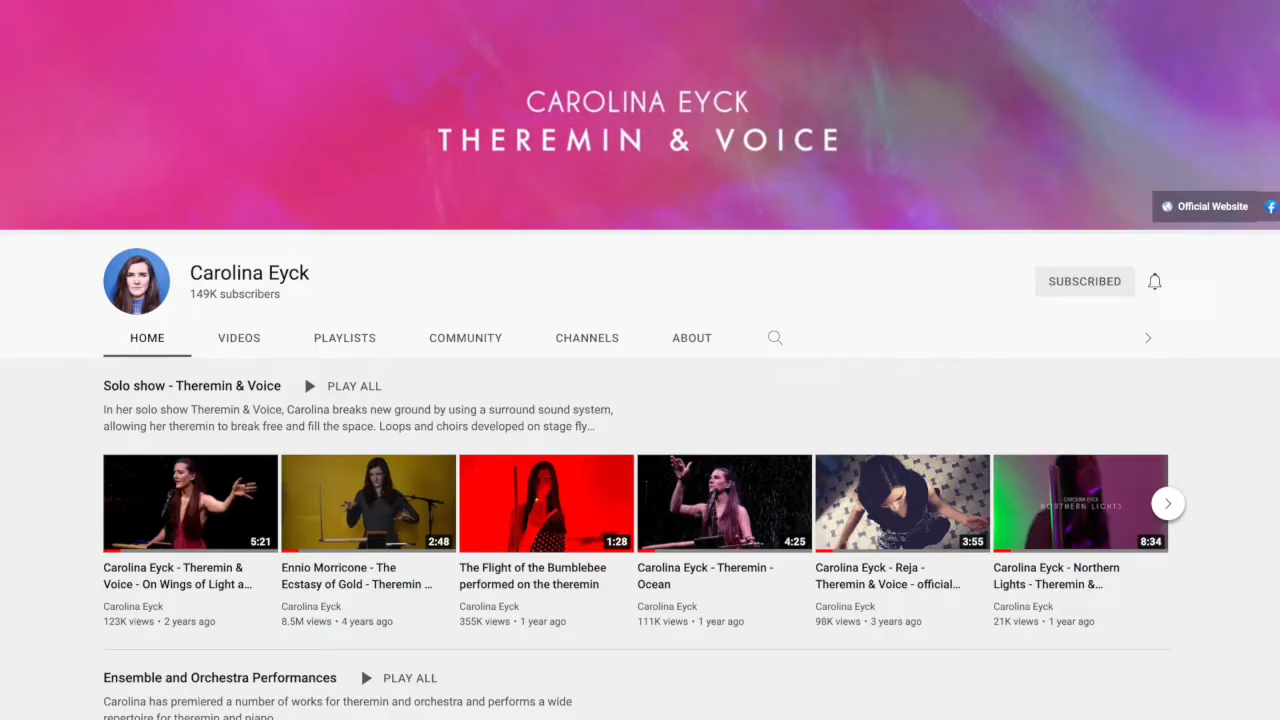 CAROLINA EYCK
THEREMIN & VOICE
Official Website
Carolina Eyck
149K subscribers
SUBSCRIBED
HOME VIDEOS PLAYLISTS COMMUNITY CHANNELS ABOUT
Solo show - Theremin & Voice PLAY ALL
In her solo show Theremin & Voice, Carolina breaks new ground by using a surround sound system,
allowing her theremin to break free and fill the space. Loops and choirs developed on stage fly...
5:21
2:48
1:28
4:25
3:55
CAROLINA EYCK
NORTHERN LIGHTS
8:34
Carolina Eyck - Theremin &
Voice - On Wings of Light a...
Carolina Eyck
123K views • 2 years ago
Ennio Morricone - The
Ecstasy of Gold - Theremin ...
Carolina Eyck
8.5M views • 4 years ago
The Flight of the Bumblebee
performed on the theremin
Carolina Eyck
355K views • 1 year ago
Carolina Eyck - Theremin -
Ocean
Carolina Eyck
111K views • 1 year ago
Carolina Eyck - Reja -
Theremin & Voice - official...
Carolina Eyck
98K views • 3 years ago
Carolina Eyck - Northern
Lights - Theremin &...
Carolina Eyck
21K views • 1 year ago
Ensemble and Orchestra Performances PLAY ALL
Carolina has premiered a number of works for theremin and orchestra and performs a wide
repertoire for theremin and piano